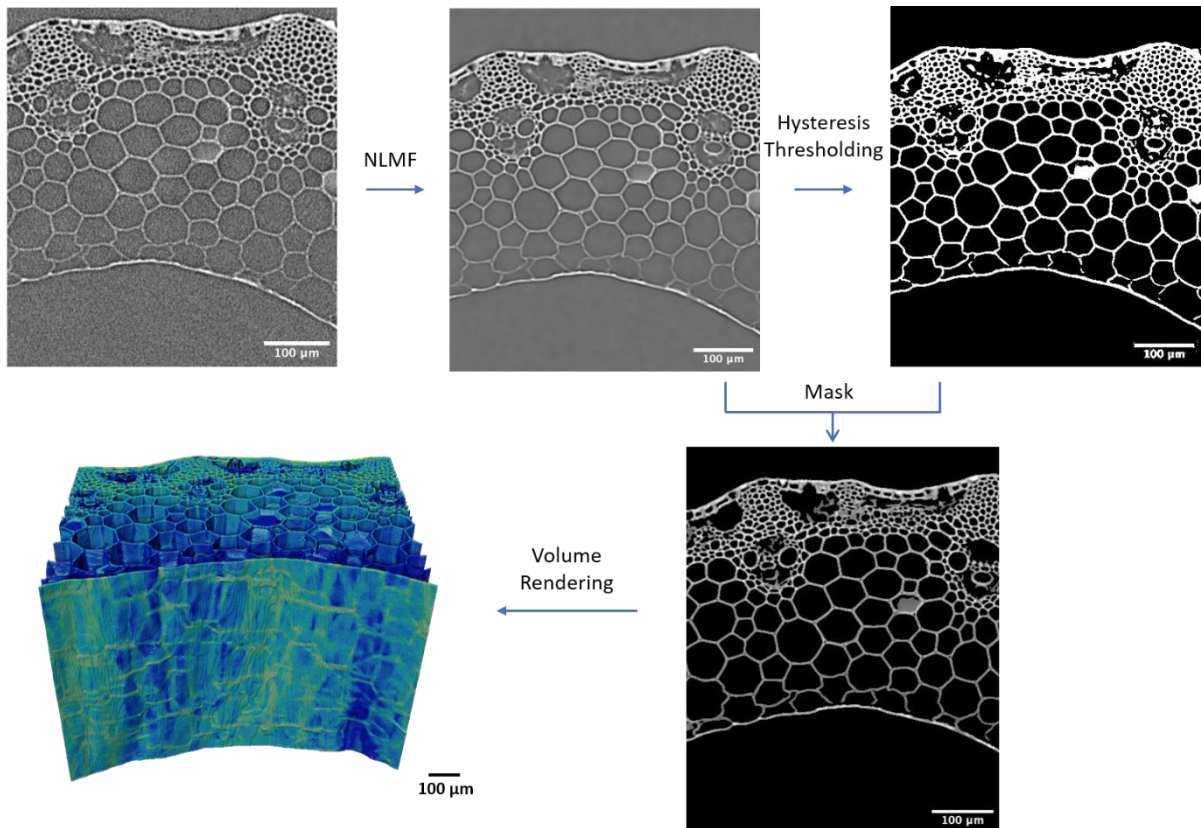 NLMF
Hysteresis
Thresholding
100 µm
100 µm
100 µm
Mask
Volume
Rendering
100 µm
100 µm